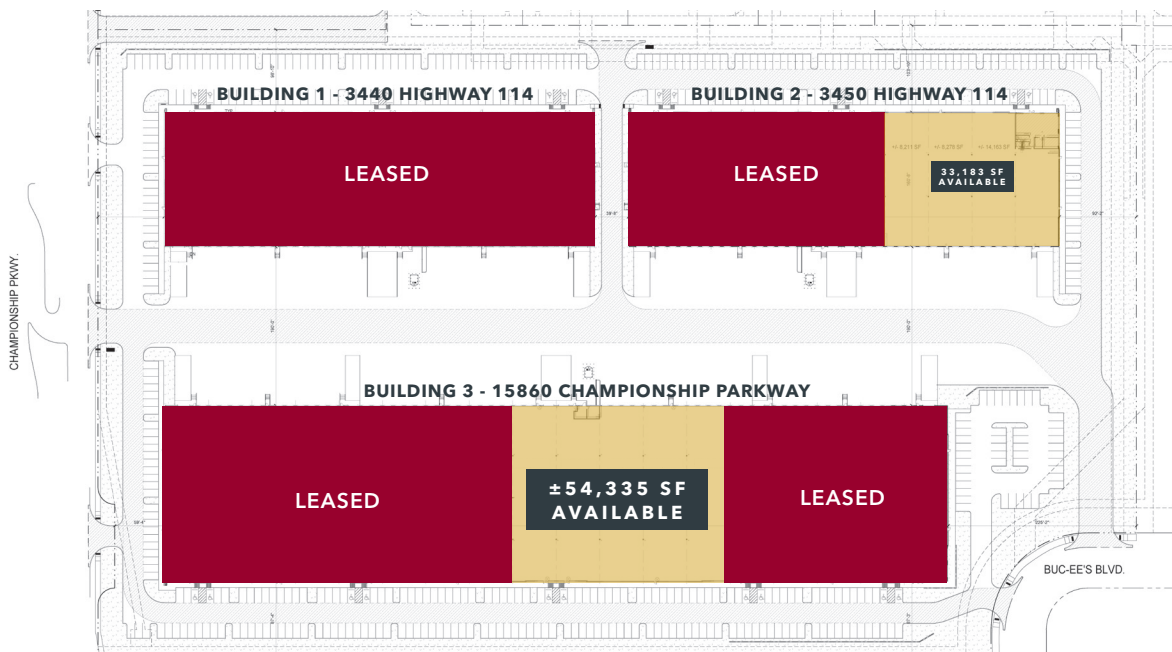 BUILDING 1 - 3440 HIGHWAY 114
BUILDING 2 - 3450 HIGHWAY 114
LEASED
LEASED
33,183 SF
AVAILABLE
CHAMPIONSHIP PKWY.
BUILDING 3 - 15860 CHAMPIONSHIP PARKWAY
LEASED
±54,335 SF
AVAILABLE
LEASED
BUC-EE'S BLVD.